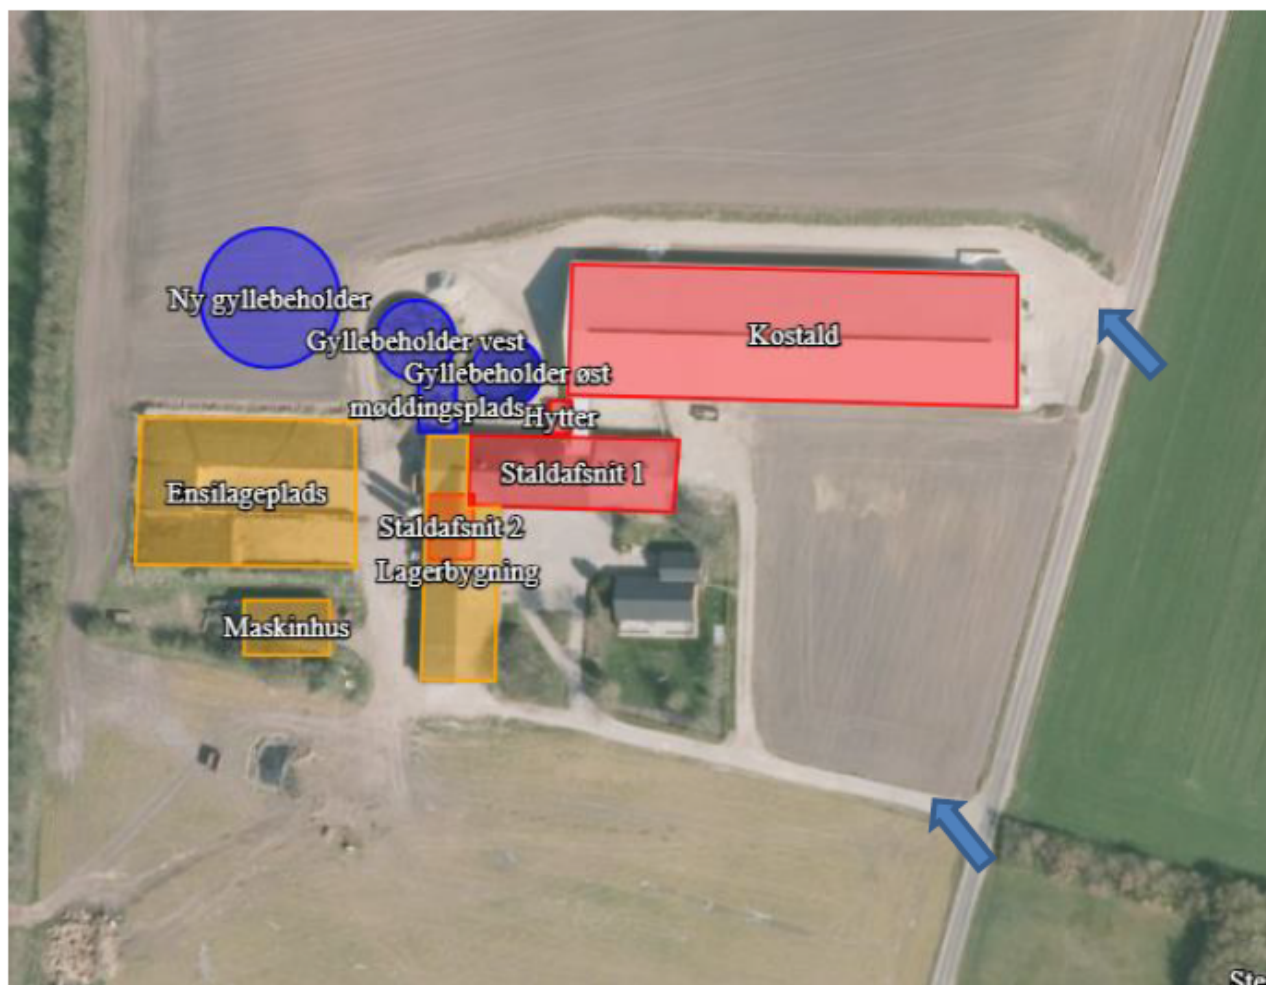 Ny gyllebeholder
Kostald
Gyllebeholder vest
Gyllebeholder øst
møddingsplads
Hytter
Staldafsnit 1
Ensilageplads
Staldafsnit 2
Lagerbygning
Maskinhus